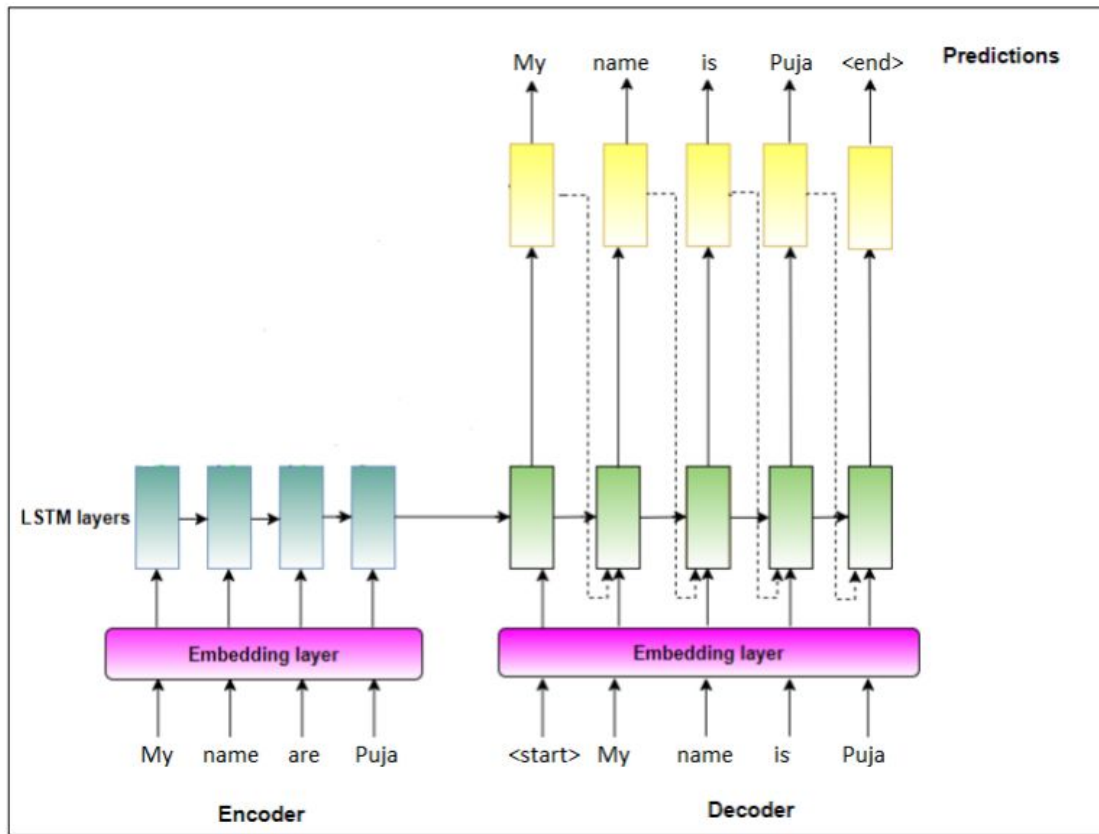 My name is Puja <end> Predictions
LSTM layers
Embedding layer Embedding layer
My name are Puja <start> My name is Puja
Encoder Decoder